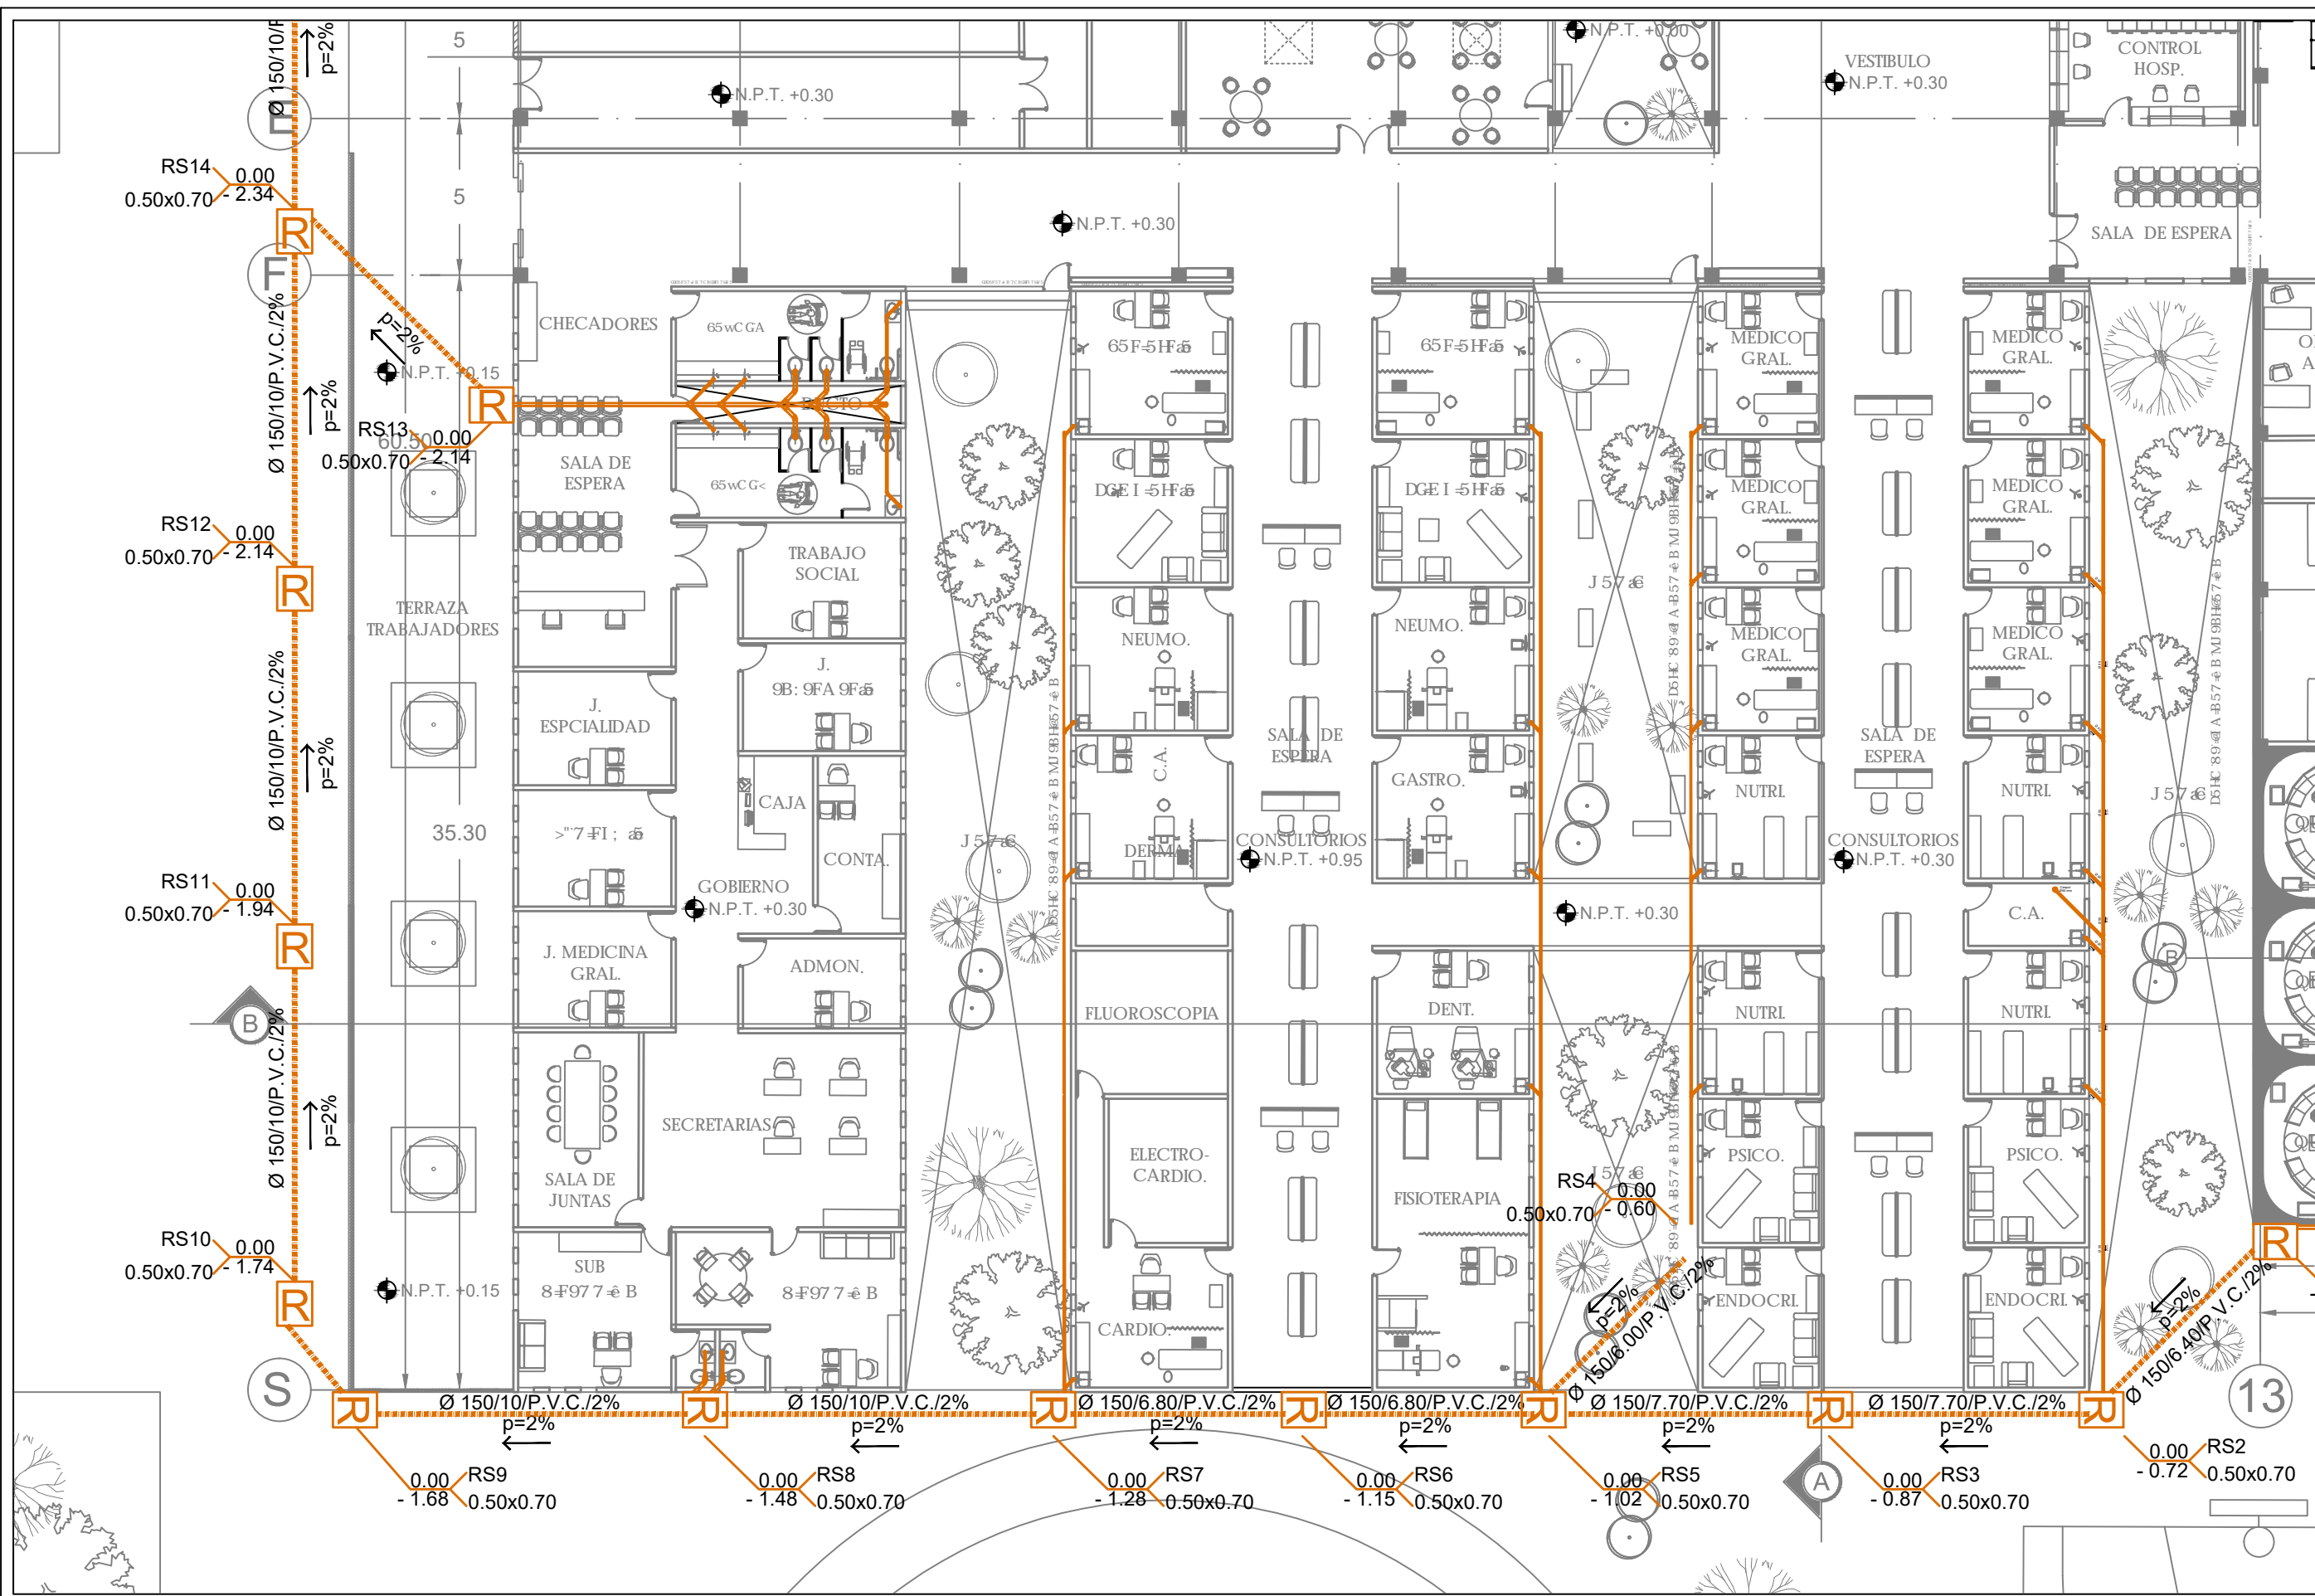 Ø 150/10/P
p=2%
5
N.P.T. +0.30
N.P.T. +0.00
VESTIBULO
N.P.T. +0.30
CONTROL
HOSP.
E
RS14
0.00
0.50x0.70
- 2.34
R
5
N.P.T. +0.30
SALA DE ESPERA
F
Ø 150/10/P.V.C./2%
p=2%
p=2%
N.P.T. +0.15
CHECADORES
R
RS13
0.00
0.50x0.70
- 2.14
60.50
DUCTO
SALA DE
ESPERA
MEDICO
GRAL.
MEDICO
GRAL.
MEDICO
GRAL.
MEDICO
GRAL.
RS12
0.00
0.50x0.70
- 2.14
R
TERRAZA
TRABAJADORES
TRABAJO
SOCIAL
NEUMO.
NEUMO.
MEDICO
GRAL.
MEDICO
GRAL.
Ø 150/10/P.V.C./2%
p=2%
J.
ESPCIALIDAD
J.
9B: 9FA 9F
35.30
CAJA
CONTA.
C.A.
DERMA.
SALA DE
ESPERA
GASTRO.
NUTRI.
SALA DE
ESPERA
NUTRI.
CONSULTORIOS
N.P.T. +0.95
CONSULTORIOS
N.P.T. +0.30
RS11
0.00
0.50x0.70
- 1.94
R
GOBIERNO
N.P.T. +0.30
N.P.T. +0.30
C.A.
J. MEDICINA
GRAL.
ADMON.
B
B
FLUOROSCOPIA
DENT.
NUTRI.
NUTRI.
Ø 150/10/P.V.C./2%
p=2%
SECRETARIAS
SALA DE
JUNTAS
ELECTRO-
CARDIO.
FISIOTERAPIA
PSICO.
PSICO.
RS4
0.00
0.50x0.70
- 0.60
RS10
0.00
0.50x0.70
- 1.74
R
N.P.T. +0.15
SUB
CARDIO.
ENDOCRI.
ENDOCRI.
R
p=2%
Ø 150/6.00/P.V.C./2%
p=2%
Ø 150/6.40/P.V.C./2%
S
13
R
Ø 150/10/P.V.C./2%
p=2%
R
Ø 150/10/P.V.C./2%
p=2%
R
Ø 150/6.80/P.V.C./2%
p=2%
R
Ø 150/6.80/P.V.C./2%
p=2%
R
Ø 150/7.70/P.V.C./2%
p=2%
R
Ø 150/7.70/P.V.C./2%
p=2%
R
0.00
- 1.68
RS9
0.50x0.70
0.00
- 1.48
RS8
0.50x0.70
0.00
- 1.28
RS7
0.50x0.70
0.00
- 1.15
RS6
0.50x0.70
0.00
- 1.02
RS5
0.50x0.70
A
0.00
- 0.87
RS3
0.50x0.70
0.00
- 0.72
RS2
0.50x0.70